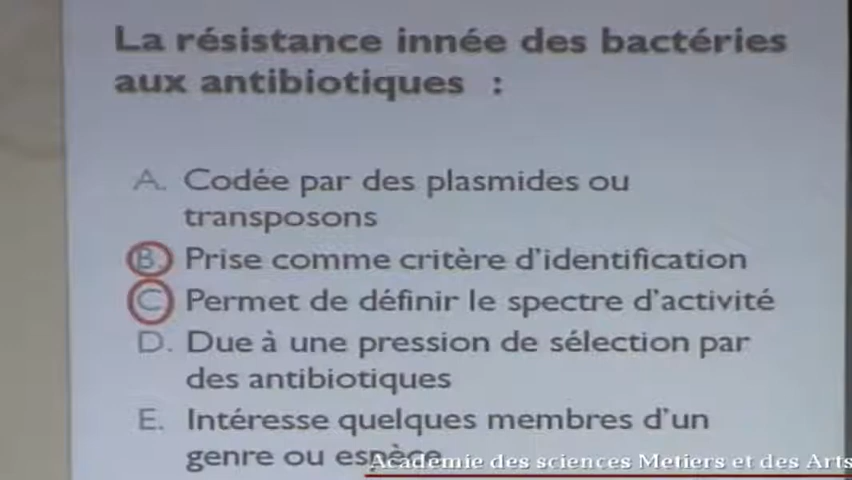 La résistance innée des bactéries
aux antibiotiques :
A. Codée par des plasmides ou
transposons
B. Prise comme critère d'identification
C Permet de définir le spectre d'activité
D. Due à une pression de sélection par
des antibiotiques
E. Intéresse quelques membres d'un
genre ou espèce
Académie des sciences Metiers et des Arts